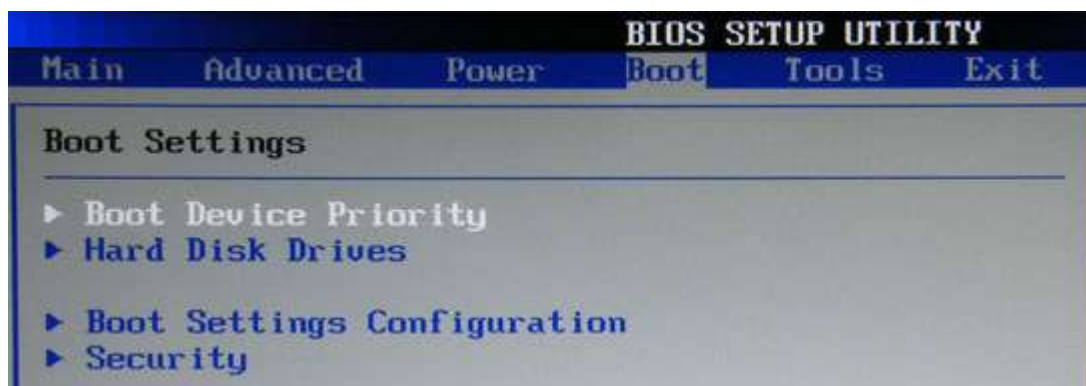 BIOS SETUP UTILITY
Main Advanced Power Boot Tools Exit
Boot Settings
▶ Boot Device Priority
▶ Hard Disk Drives
▶ Boot Settings Configuration
▶ Security